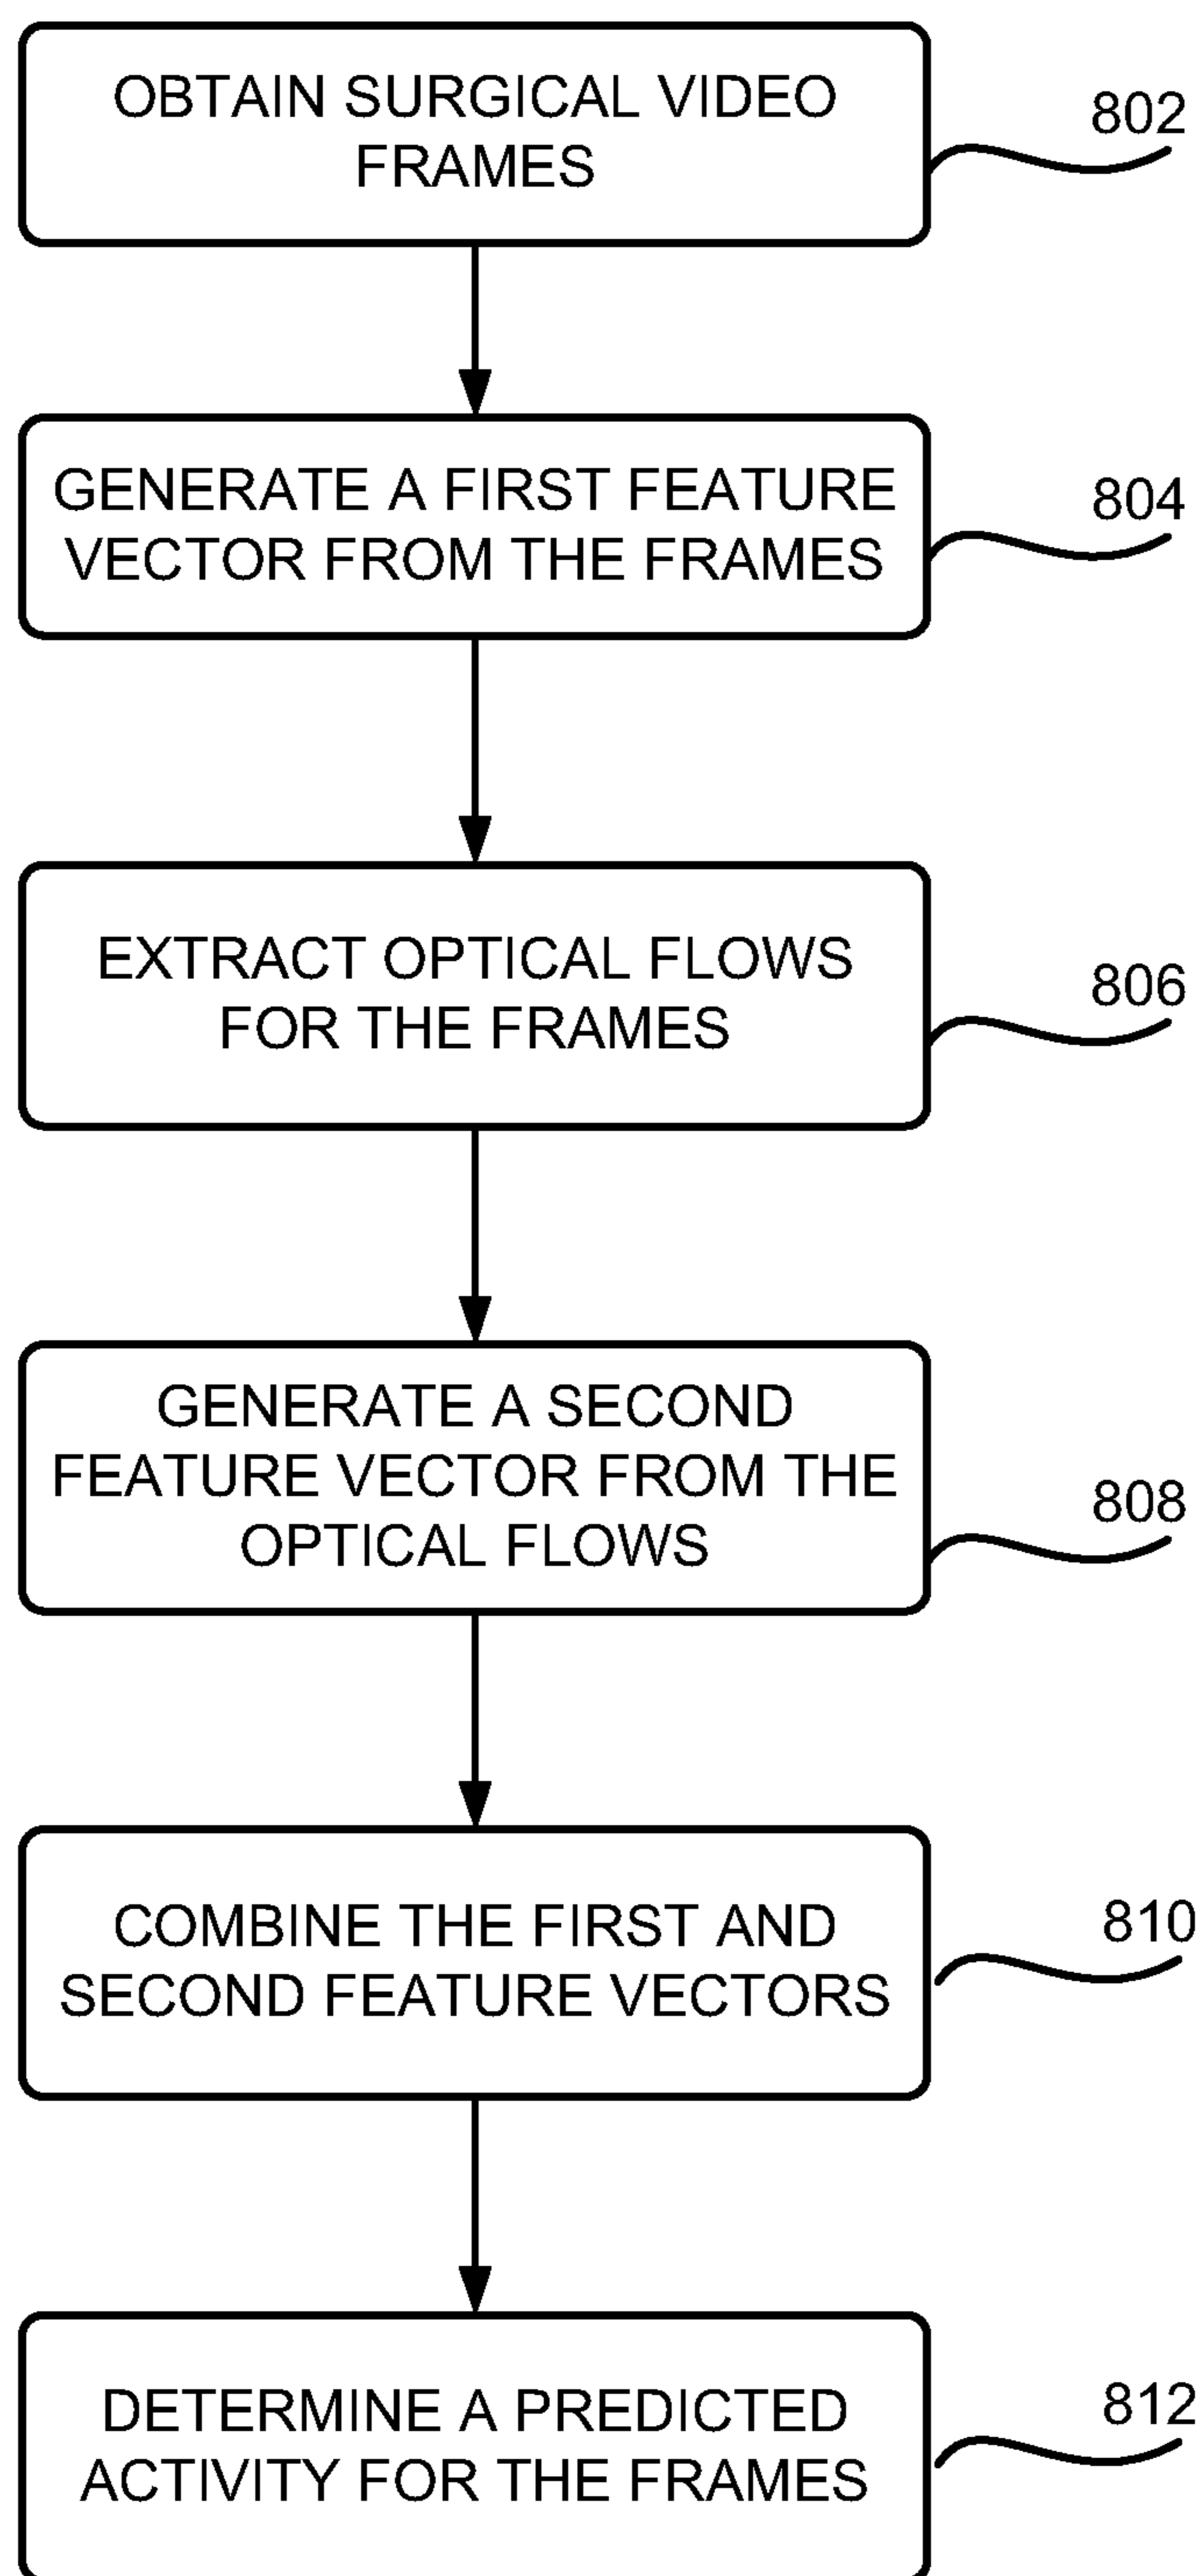 OBTAIN SURGICAL VIDEO
FRAMES
802
GENERATE A FIRST FEATURE
VECTOR FROM THE FRAMES
804
EXTRACT OPTICAL FLOWS
FOR THE FRAMES
806
GENERATE A SECOND
FEATURE VECTOR FROM THE
OPTICAL FLOWS
808
COMBINE THE FIRST AND
SECOND FEATURE VECTORS
810
DETERMINE A PREDICTED
ACTIVITY FOR THE FRAMES
812